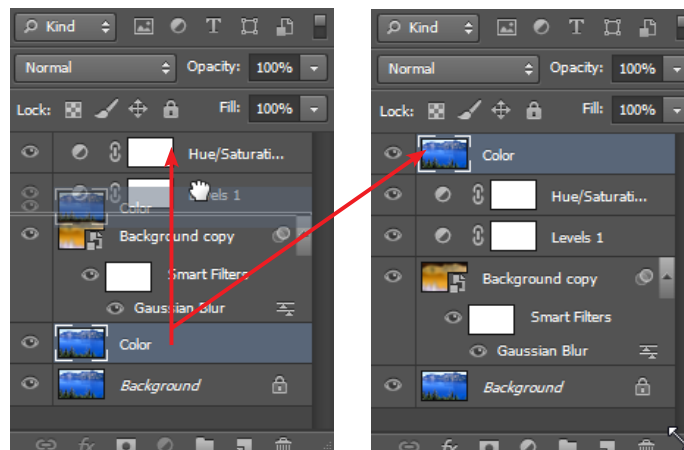 Kind
Normal
Opacity: 100%
Lock:
Fill: 100%
Hue/Saturati...
Levels 1
Color
Background copy
Smart Filters
Gaussian Blur
Color
Background
fx
Kind
Normal
Opacity: 100%
Lock:
Fill: 100%
Color
Hue/Saturati...
Levels 1
Background copy
Smart Filters
Gaussian Blur
Background
fx